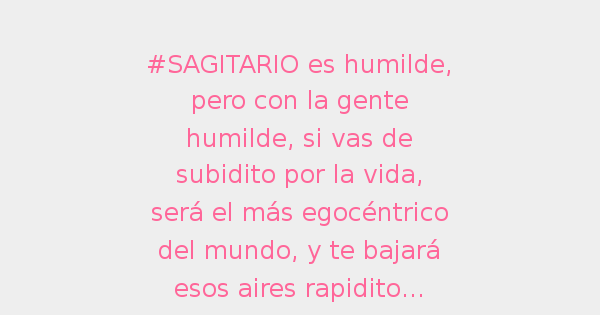 #SAGITARIO es humilde,
pero con la gente
humilde, si vas de
subidito por la vida,
será el más egocéntrico
del mundo, y te bajará
esos aires rapidito...